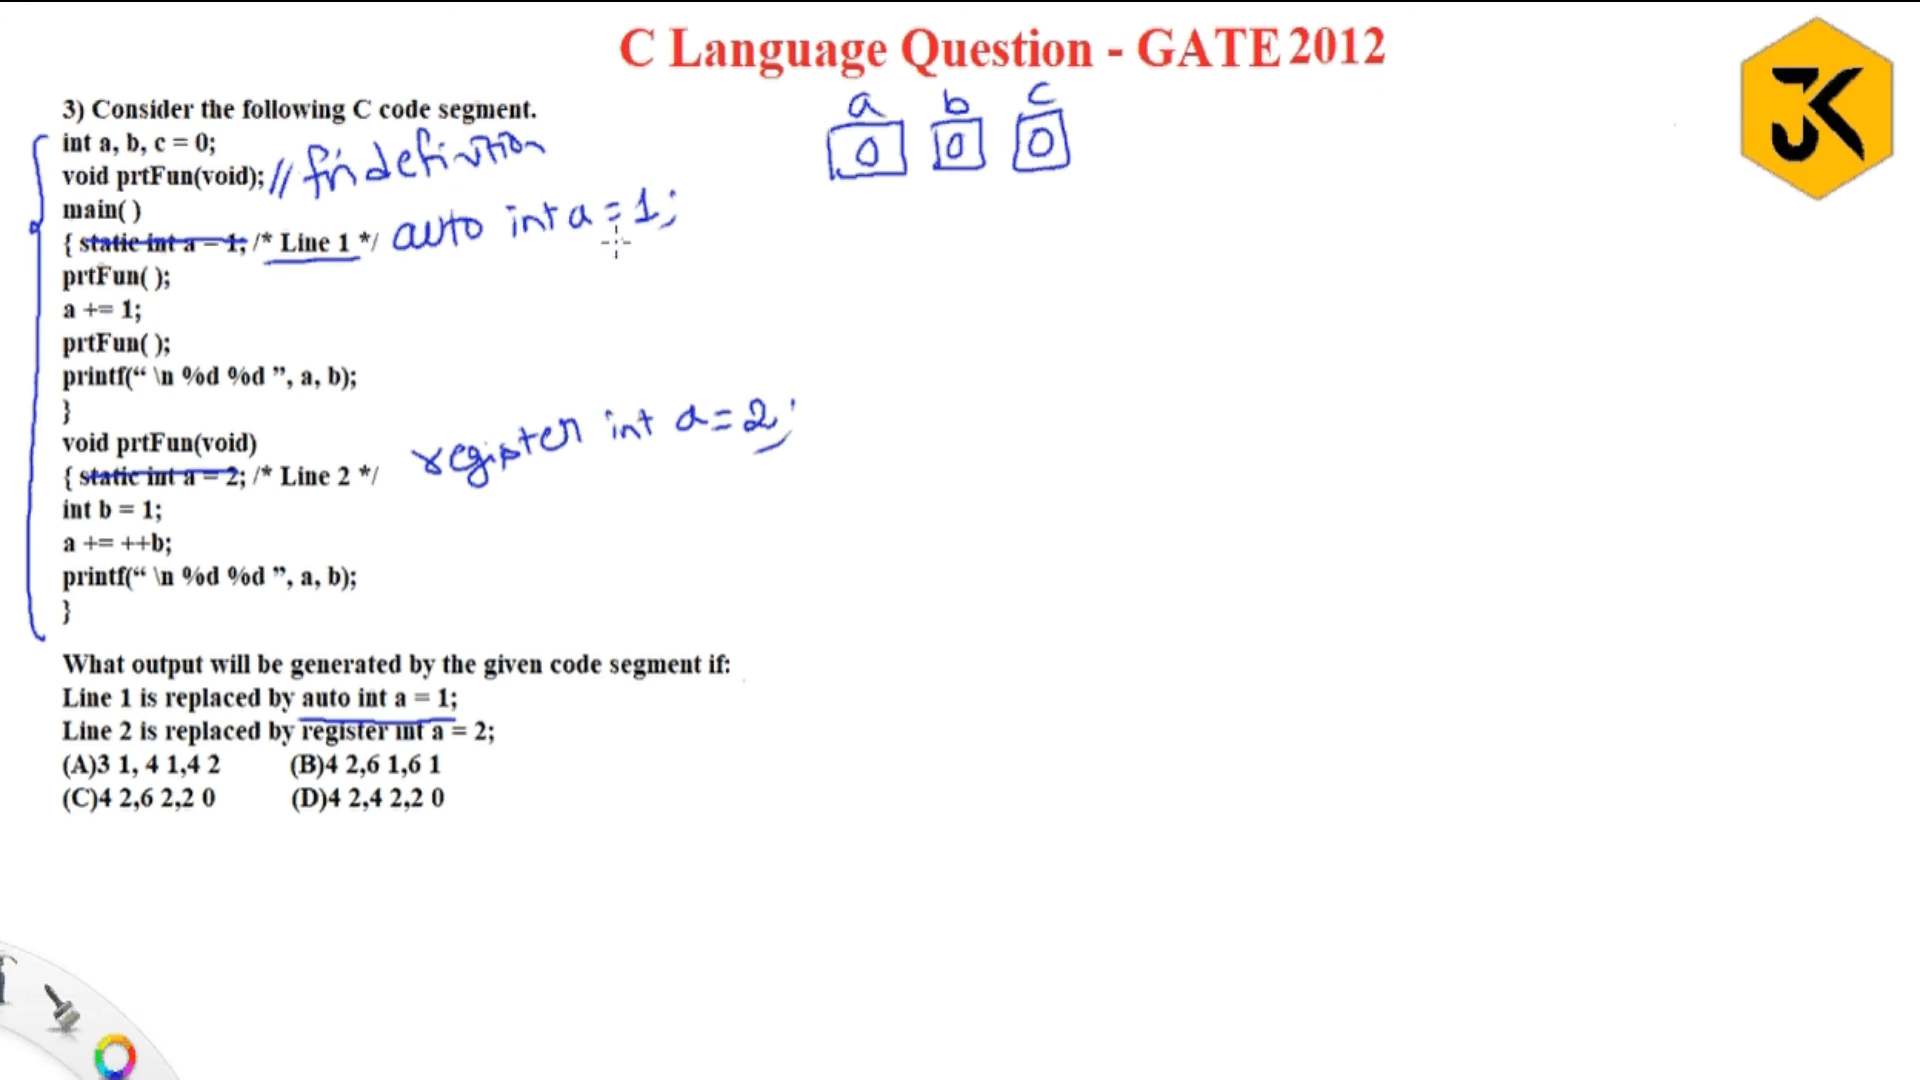 C Language Question - GATE 2012
3) Consider the following C code segment.
int a, b, c = 0;
void prtFun(void); // fn definition
main( )
{ static int a = 1; /* Line 1 */ auto int a = 1;
prtFun( );
a += 1;
prtFun( );
printf(“ \n %d %d ”, a, b);
}
void prtFun(void)
{ static int a = 2; /* Line 2 */ register int a = 2;
int b = 1;
a += ++b;
printf(“ \n %d %d ”, a, b);
}
a b c
0 0 0
What output will be generated by the given code segment if:
Line 1 is replaced by auto int a = 1;
Line 2 is replaced by register int a = 2;
(A)3 1, 4 1,4 2 (B)4 2,6 1,6 1
(C)4 2,6 2,2 0 (D)4 2,4 2,2 0
JK